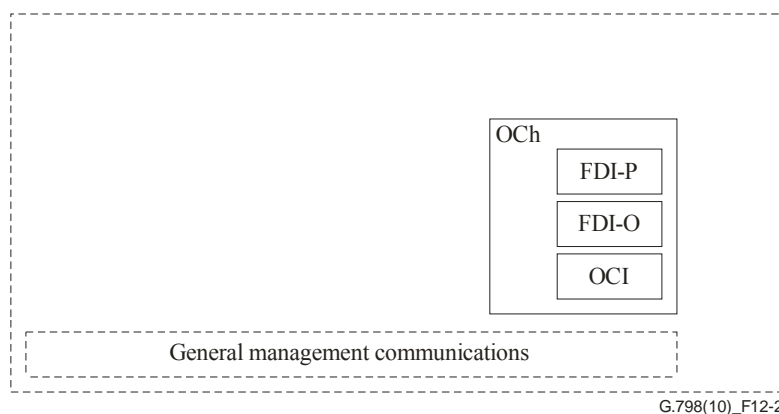 OCh
FDI-P
FDI-O
OCI
General management communications
G.798(10)_F12-2